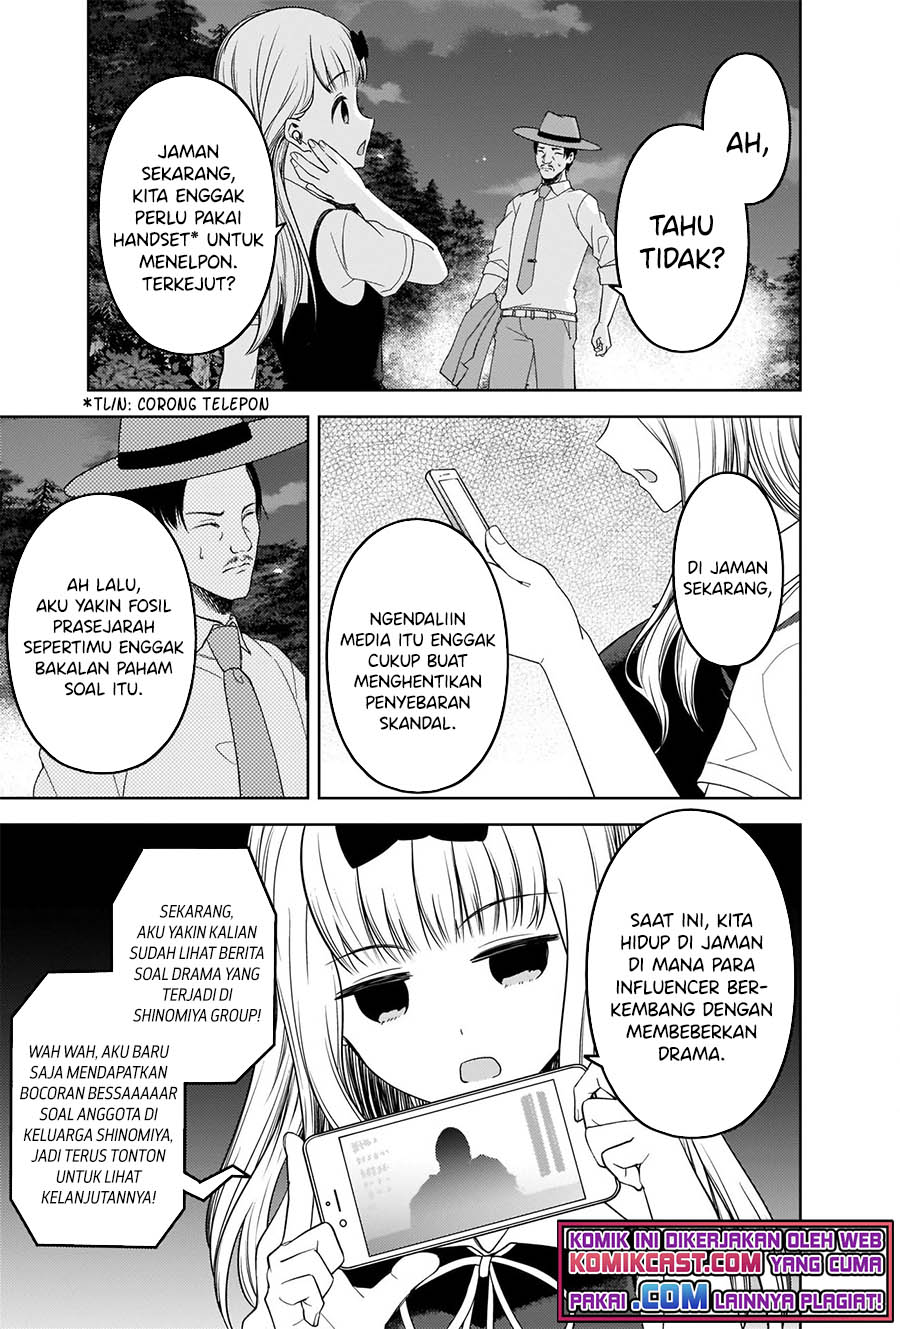 AH,
TAHU
TIDAK?
JAMAN
SEKARANG,
KITA ENGGAK
PERLU PAKAI
HANDSET* UNTUK
MENELPON.
TERKEJUT?
*TL/N: CORONG TELEPON
DI JAMAN
SEKARANG,
NGENDALIIN
MEDIA ITU ENGGAK
CUKUP BUAT
MENGHENTIKAN
PENYEBARAN
SKANDAL.
AH LALU,
AKU YAKIN FOSIL
PRASEJARAH
SEPERTIMU ENGGAK
BAKALAN PAHAM
SOAL ITU.
SAAT INI, KITA
HIDUP DI JAMAN
DI MANA PARA
INFLUENCER BER-
KEMBANG DENGAN
MEMBEBERKAN
DRAMA.
SEKARANG,
AKU YAKIN KALIAN
SUDAH LIHAT BERITA
SOAL DRAMA YANG
TERJADI DI
SHINOMIYA GROUP!
WAH WAH, AKU BARU
SAJA MENDAPATKAN
BOCORAN BESSAAAAAR
SOAL ANGGOTA DI
KELUARGA SHINOMIYA,
JADI TERUS TONTON
UNTUK LIHAT
KELANJUTANNYA!
KOMIK INI DIKERJAKAN OLEH WEB
KOMIKCAST.COM YANG CUMA
PAKAI .COM LAINNYA PLAGIAT!